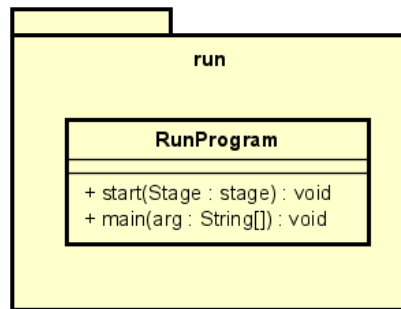 run
RunProgram
+ start(Stage : stage) : void
+ main(arg : String[]) : void